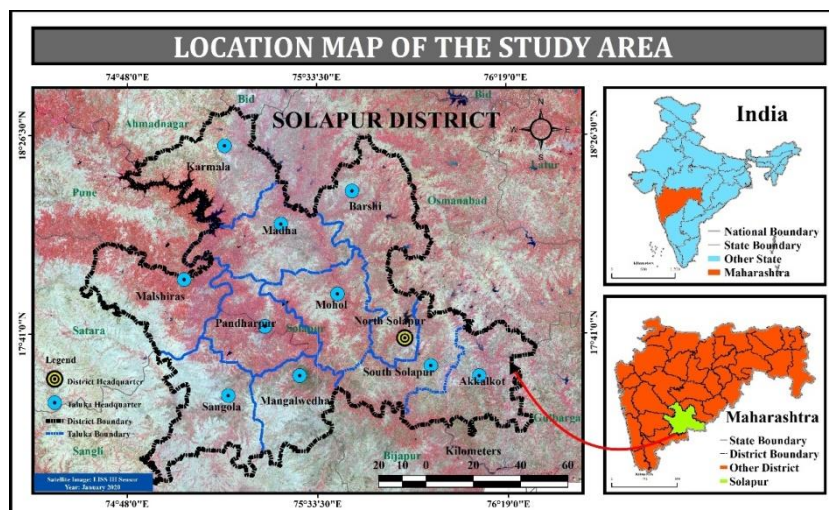 LOCATION MAP OF THE STUDY AREA
74°48'0"E 75°33'30"E 76°19'0"E
18°26'30"N
17°41'0"N
SOLAPUR DISTRICT
N
W E
S
Bid
Bid
Ahmadnagar
Latur
Karmala
Pune
Barshi
Osmanabad
Madha
Malshiras
Mohol
Satara
Pandharpur
Solapur
North Solapur
South Solapur
Akkalkot
Sangola
Mangalwedha
Gulbarga
Sangli
Bijapur
Legend
District Headquarter
Taluka Headquarter
District Boundary
Taluka Boundary
Kilometers
20 10 0 20 40 60
Satellite Image: LISS III Sensor
Year: January 2020
74°48'0"E 75°33'30"E 76°19'0"E
18°26'30"N
17°41'0"N
India
National Boundary
State Boundary
Other State
Maharashtra
Maharashtra
State Boundary
District Boundary
Other District
Solapur